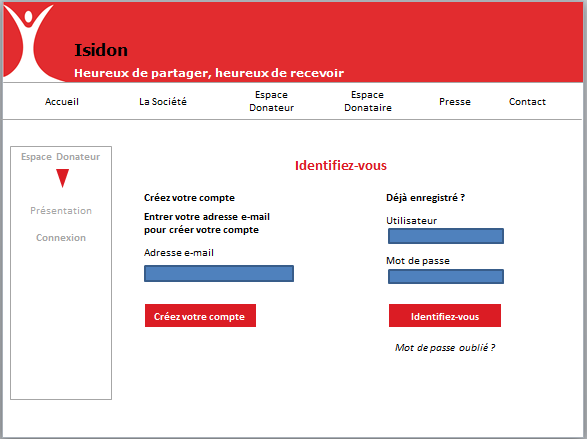 Isidon
Heureux de partager, heureux de recevoir
Accueil
La Société
Espace
Donateur
Espace
Donataire
Presse
Contact
Espace Donateur
Présentation
Connexion
Identifiez-vous
Créez votre compte
Entrer votre adresse e-mail
pour créer votre compte
Adresse e-mail
Créez votre compte
Déjà enregistré ?
Utilisateur
Mot de passe
Identifiez-vous
Mot de passe oublié ?